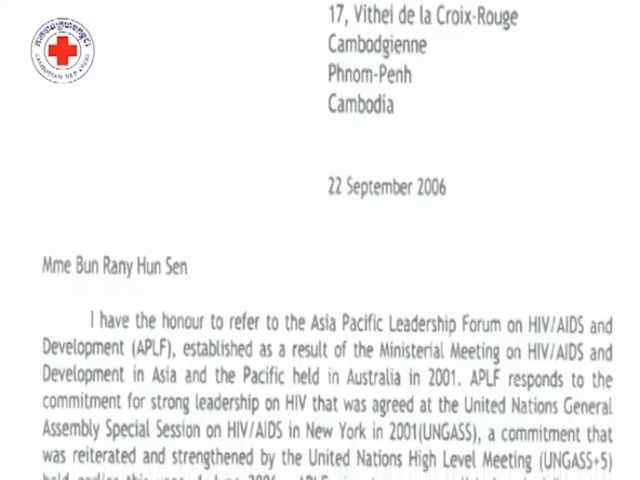 CAMBODIAN RED CROSS
17, Vithei de la Croix-Rouge
Cambodgienne
Phnom-Penh
Cambodia
22 September 2006
Mme Bun Rany Hun Sen
I have the honour to refer to the Asia Pacific Leadership Forum on HIV/AIDS and
Development (APLF), established as a result of the Ministerial Meeting on HIV/AIDS and
Development in Asia and the Pacific held in Australia in 2001. APLF responds to the
commitment for strong leadership on HIV that was agreed at the United Nations General
Assembly Special Session on HIV/AIDS in New York in 2001(UNGASS), a commitment that
was reiterated and strengthened by the United Nations High Level Meeting (UNGASS+5)